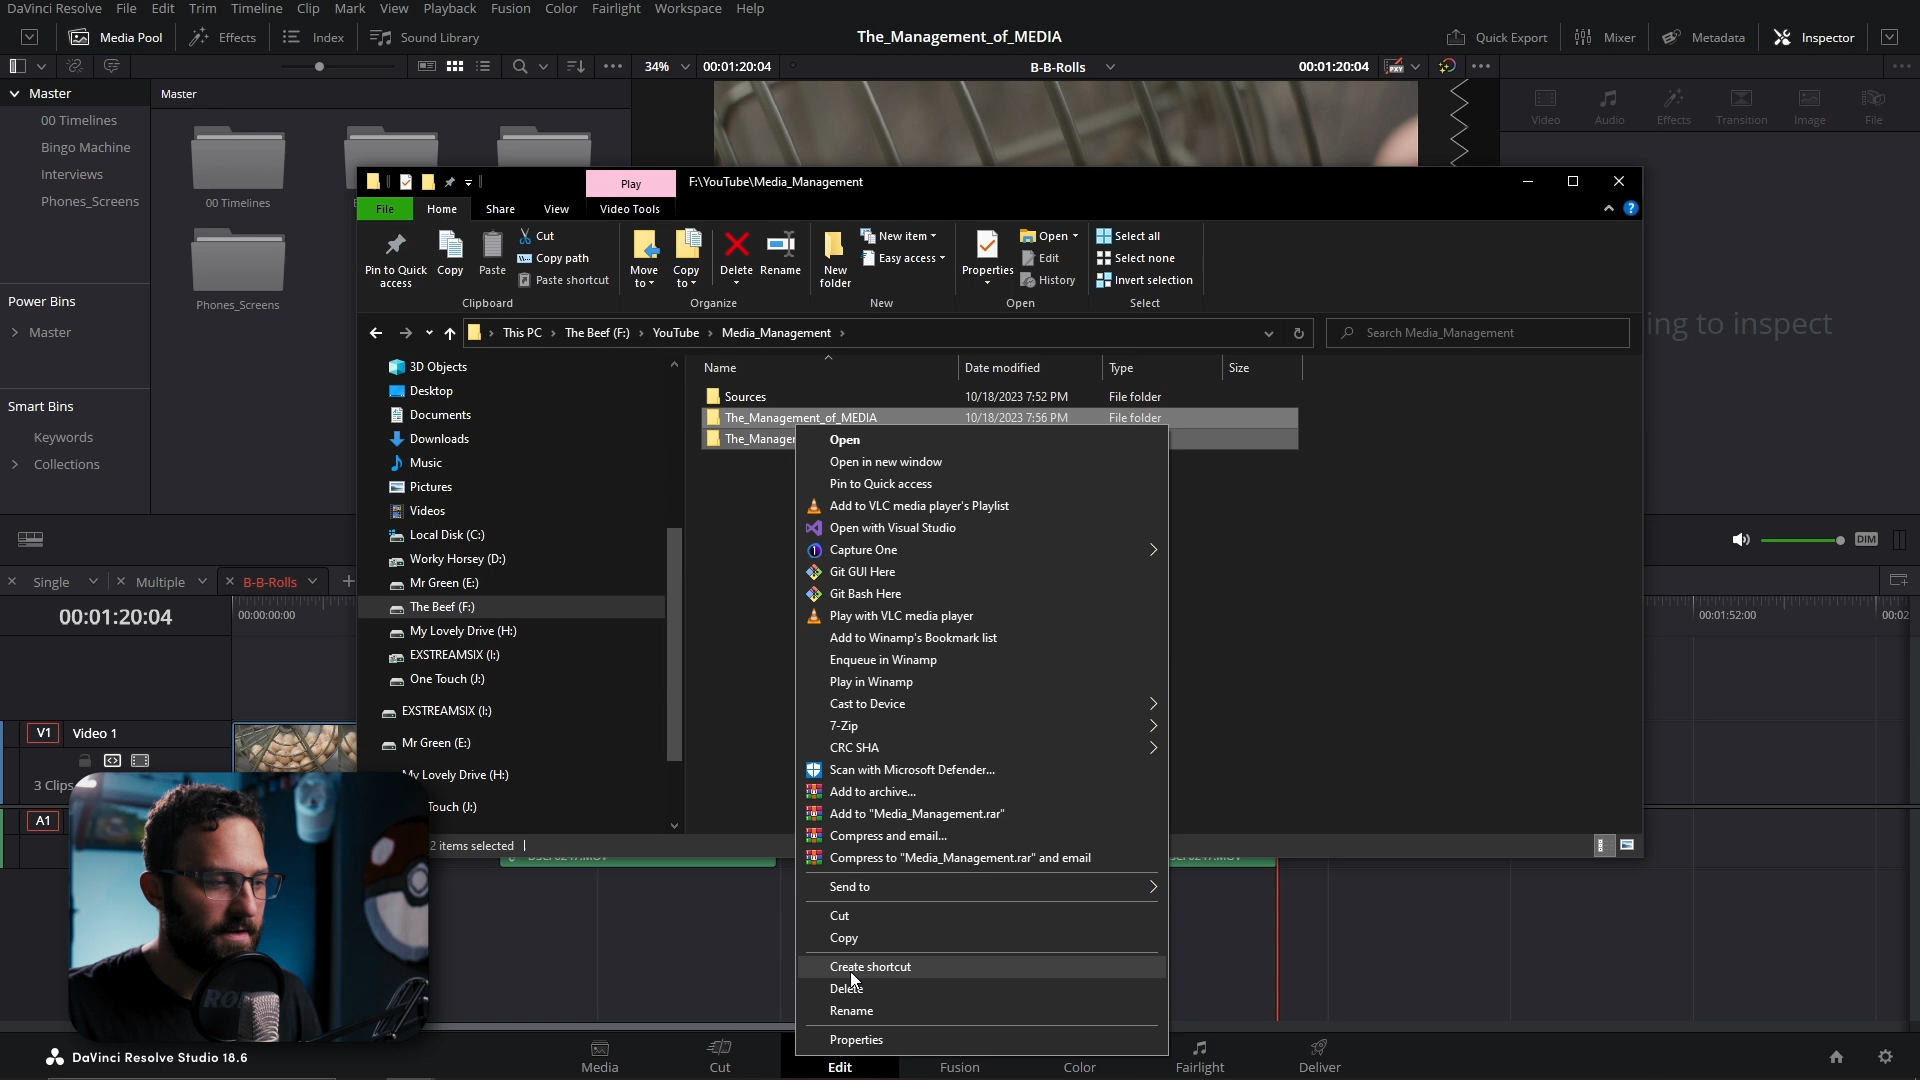 DaVinci Resolve File Edit Trim Timeline Clip Mark View Playback Fusion Color Fairlight Workspace Help
Media Pool Effects Index Sound Library
The_Management_of_MEDIA
Quick Export Mixer Metadata Inspector
34% 00:01:20:04 B-B-Rolls 00:01:20:04
Master
00 Timelines
Bingo Machine
Interviews
Phones_Screens
Power Bins
Master
Smart Bins
Keywords
Collections
Master
00 Timelines
Phones_Screens
Video Audio Effects Transition Image File
ing to inspect
Play F:\YouTube\Media_Management
File Home Share View Video Tools
Pin to Quick access
Copy
Paste
Cut
Copy path
Paste shortcut
Clipboard
Move to
Copy to
Delete
Rename
Organize
New folder
New item
Easy access
New
Properties
Open
Edit
History
Open
Select all
Select none
Invert selection
Select
This PC The Beef (F:) YouTube Media_Management
Search Media_Management
3D Objects
Desktop
Documents
Downloads
Music
Pictures
Videos
Local Disk (C:)
Worky Horsey (D:)
Mr Green (E:)
The Beef (F:)
My Lovely Drive (H:)
EXSTREAMSIX (I:)
One Touch (J:)
EXSTREAMSIX (I:)
Mr Green (E:)
My Lovely Drive (H:)
Touch (J:)
2 items selected
Name Date modified Type Size
Sources 10/18/2023 7:52 PM File folder
The_Management_of_MEDIA 10/18/2023 7:56 PM File folder
The_Manager
Open
Open in new window
Pin to Quick access
Add to VLC media player's Playlist
Open with Visual Studio
Capture One
Git GUI Here
Git Bash Here
Play with VLC media player
Add to Winamp's Bookmark list
Enqueue in Winamp
Play in Winamp
Cast to Device
7-Zip
CRC SHA
Scan with Microsoft Defender...
Add to archive...
Add to "Media_Management.rar"
Compress and email...
Compress to "Media_Management.rar" and email
Send to
Cut
Copy
Create shortcut
Delete
Rename
Properties
DIM
Single Multiple B-B-Rolls
00:01:20:04
00:00:00:00
00:01:52:00
00:02
V1 Video 1
3 Clips
A1
DaVinci Resolve Studio 18.6
Media Cut Edit Fusion Color Fairlight Deliver